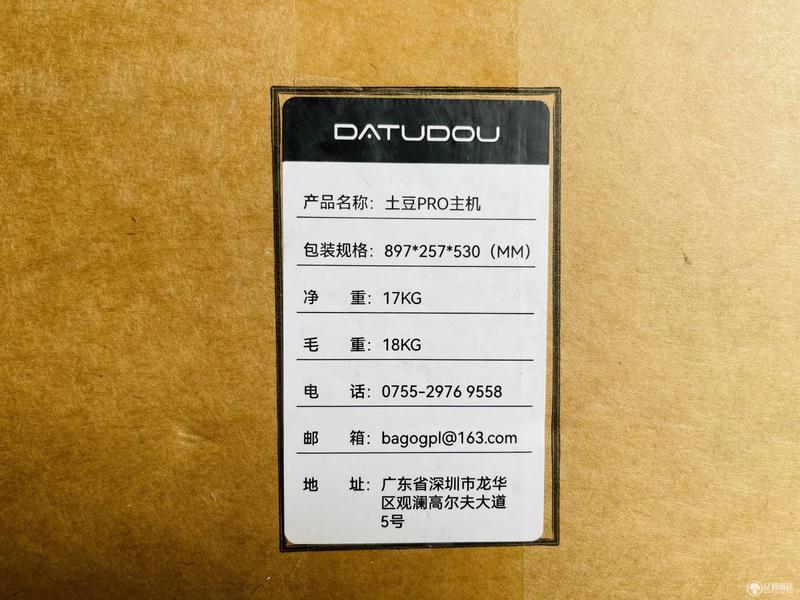 DATUDOU
产品名称：土豆PRO主机
包装规格：897*257*530（MM）
净 重：17KG
毛 重：18KG
电 话：0755-2976 9558
邮 箱：bagogpl@163.com
地 址：广东省深圳市龙华
区观澜高尔夫大道
5号